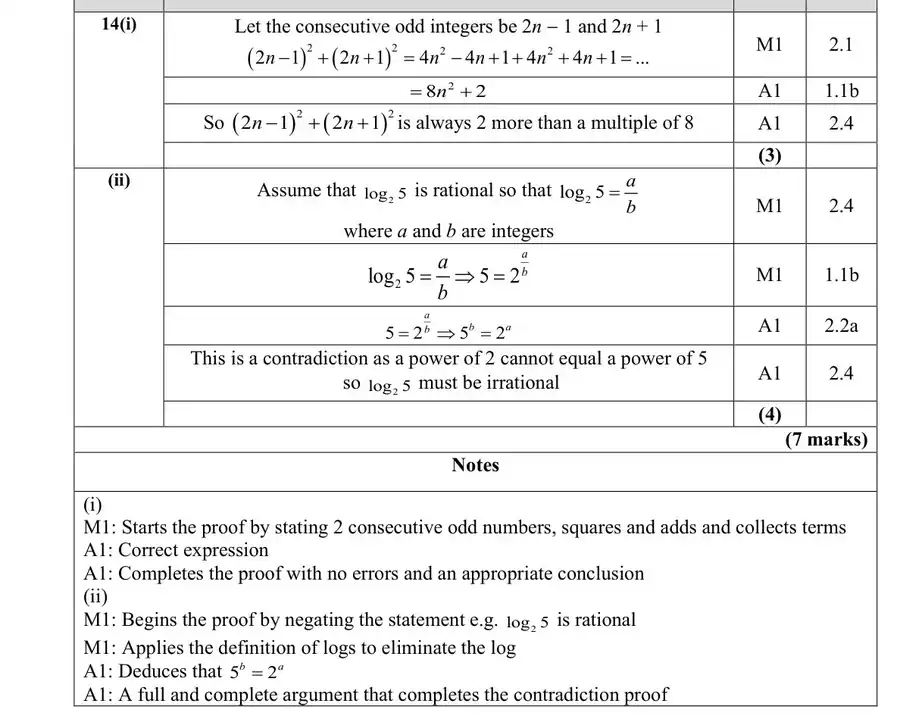 14(i)
Let the consecutive odd integers be 2n − 1 and 2n + 1
(2n−1)² + (2n+1)² = 4n² − 4n + 1 + 4n² + 4n + 1 = ...
M1 2.1
= 8n² + 2
A1 1.1b
So (2n−1)² + (2n+1)² is always 2 more than a multiple of 8
A1 2.4
(3)
(ii)
Assume that log₂ 5 is rational so that log₂ 5 = a/b
where a and b are integers
M1 2.4
log₂ 5 = a/b ⇒ 5 = 2^(a/b)
M1 1.1b
5 = 2^(a/b) ⇒ 5^b = 2^a
A1 2.2a
This is a contradiction as a power of 2 cannot equal a power of 5
so log₂ 5 must be irrational
A1 2.4
(4)
(7 marks)
Notes
(i)
M1: Starts the proof by stating 2 consecutive odd numbers, squares and adds and collects terms
A1: Correct expression
A1: Completes the proof with no errors and an appropriate conclusion
(ii)
M1: Begins the proof by negating the statement e.g. log₂ 5 is rational
M1: Applies the definition of logs to eliminate the log
A1: Deduces that 5^b = 2^a
A1: A full and complete argument that completes the contradiction proof